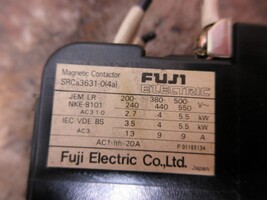 Magnetic Contactor
FUJI
SRCa3631-0(4a)
ELECTRIC
JEM LR 200 380 500
NKE-8101 240 440 550 V~
AC3 1 0 2.7 4 5.5 kW
IEC VDE BS 3.5 4 5.5 kW
AC3 13 9 9 A
AC1-Ith-20A
Fuji Electric Co.,Ltd.
Japan